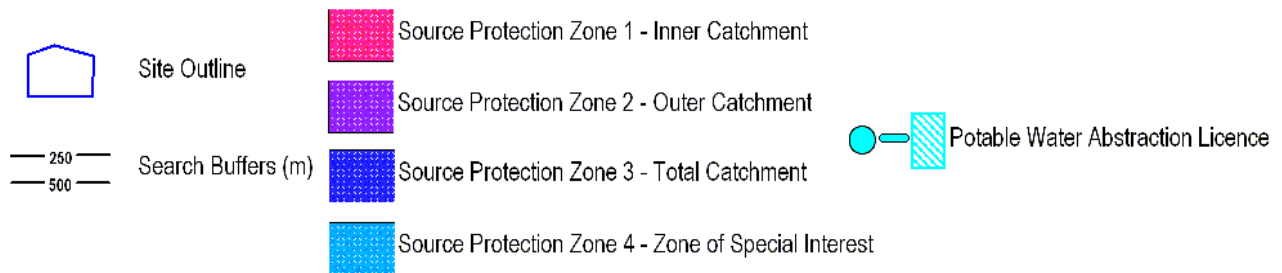 Site Outline
250
500
Search Buffers (m)
Source Protection Zone 1 - Inner Catchment
Source Protection Zone 2 - Outer Catchment
Source Protection Zone 3 - Total Catchment
Source Protection Zone 4 - Zone of Special Interest
Potable Water Abstraction Licence